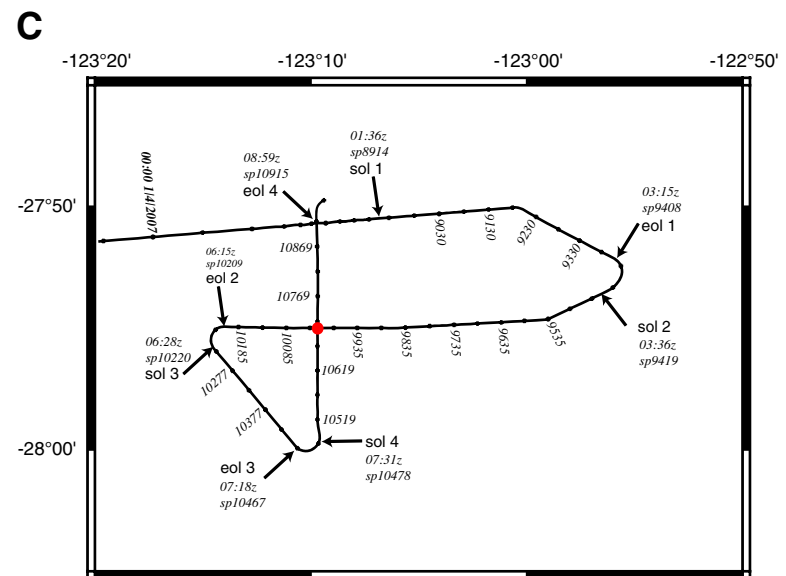 C
-123°20'
-123°10'
-123°00'
-122°50'
01:36z
sp8914
sol 1
08:59z
sp10915
eol 4
00:00 1/4/2007
03:15z
sp9408
eol 1
-27°50'
9030
9130
9230
9330
10869
06:15z
sp10209
eol 2
10769
sol 2
03:36z
sp9419
06:28z
sp10220
sol 3
10185
10085
9935
9835
9735
9635
9535
10277
10619
10377
10519
-28°00'
sol 4
07:31z
sp10478
eol 3
07:18z
sp10467